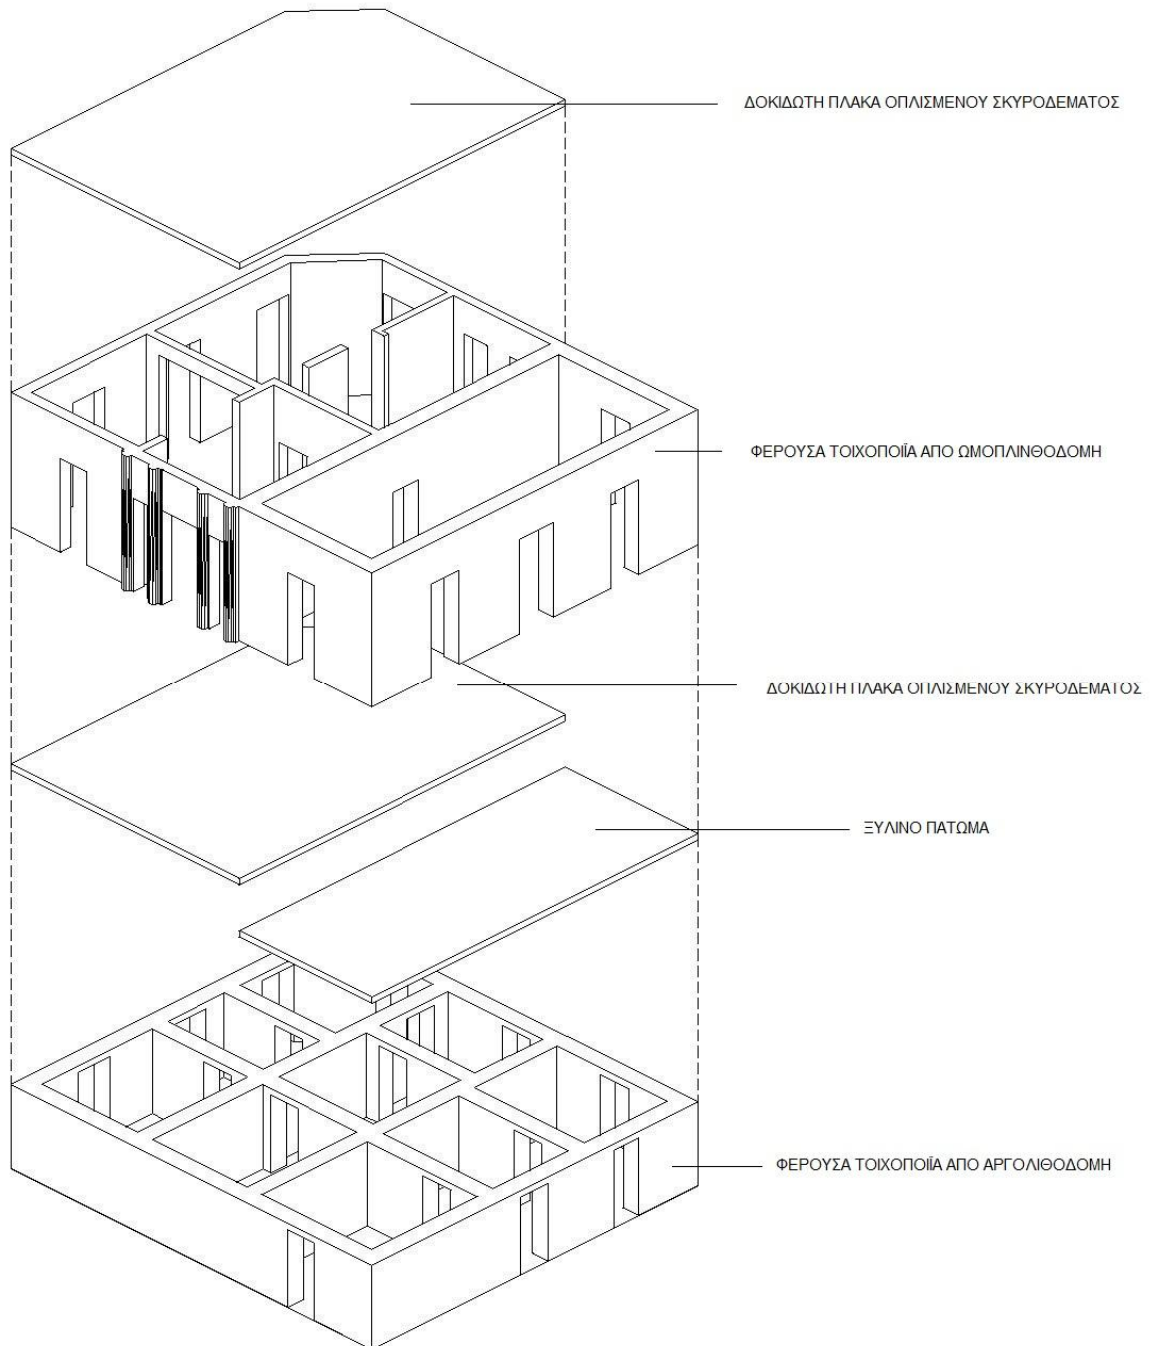 ΔΟΚΙΔΩΤΗ ΠΛΑΚΑ ΟΠΛΙΣΜΕΝΟΥ ΣΚΥΡΟΔΕΜΑΤΟΣ
ΦΕΡΟΥΣΑ ΤΟΙΧΟΠΟΙΪΑ ΑΠΟ ΩΜΟΠΛΙΝΘΟΔΟΜΗ
ΔΟΚΙΔΩΤΗ ΠΛΑΚΑ ΟΠΛΙΣΜΕΝΟΥ ΣΚΥΡΟΔΕΜΑΤΟΣ
ΞΥΛΙΝΟ ΠΑΤΩΜΑ
ΦΕΡΟΥΣΑ ΤΟΙΧΟΠΟΙΪΑ ΑΠΟ ΑΡΓΟΛΙΘΟΔΟΜΗ